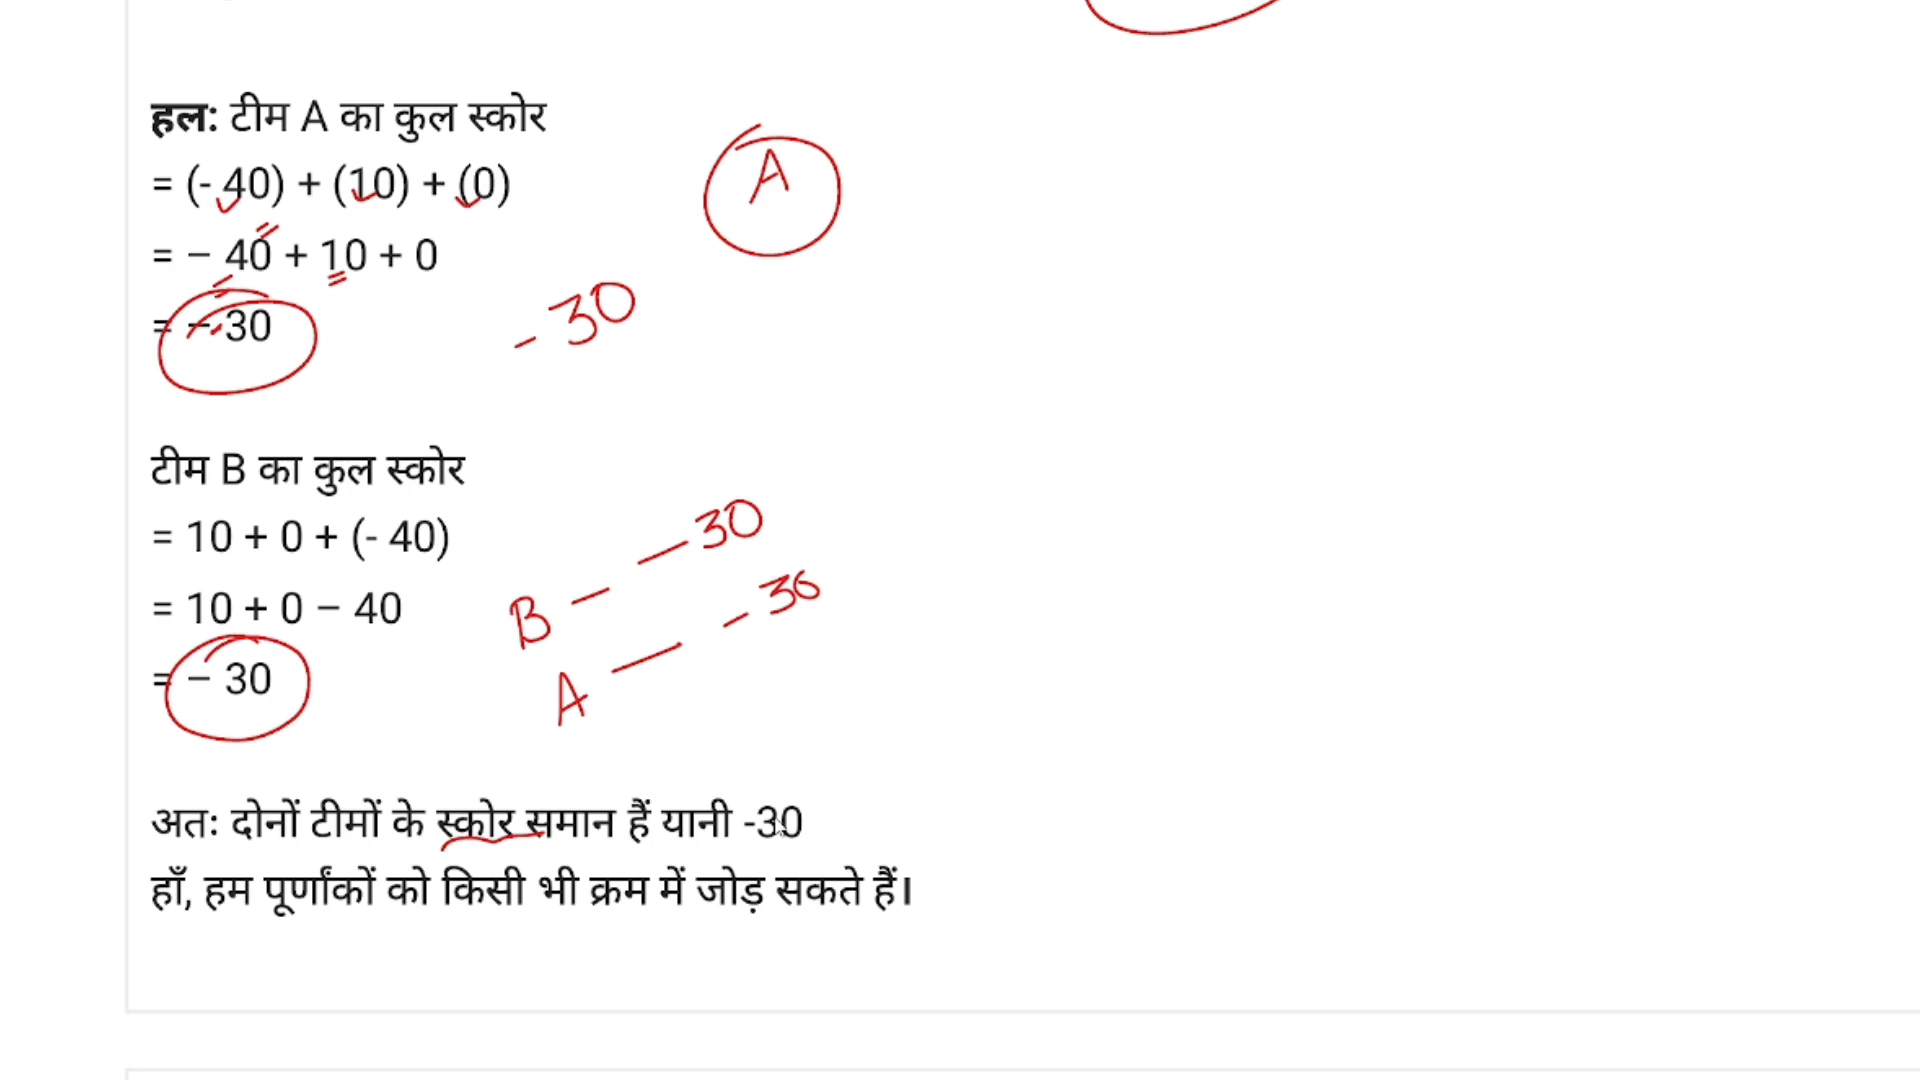 हल: टीम A का कुल स्कोर
= (- 40) + (10) + (0)
A
= – 40 + 10 + 0
= – 30
- 30
टीम B का कुल स्कोर
= 10 + 0 + (- 40)
= 10 + 0 – 40
B – – 30
A – - 30
= – 30
अतः दोनों टीमों के स्कोर समान हैं यानी -30
हाँ, हम पूर्णांकों को किसी भी क्रम में जोड़ सकते हैं।